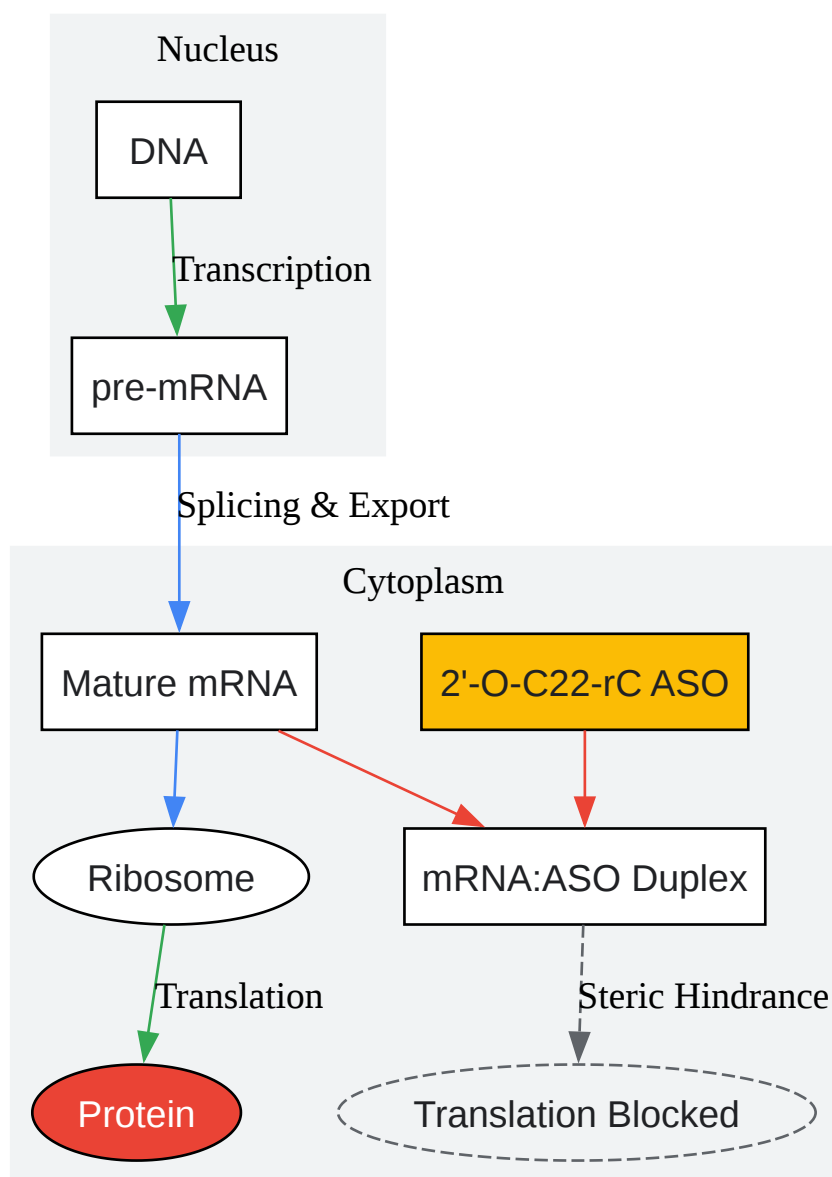 Nucleus
DNA
Transcription
pre-mRNA
Splicing & Export
Cytoplasm
Mature mRNA
2'-O-C22-rC ASO
Ribosome
mRNA:ASO Duplex
Translation
Steric Hindrance
Protein
Translation Blocked